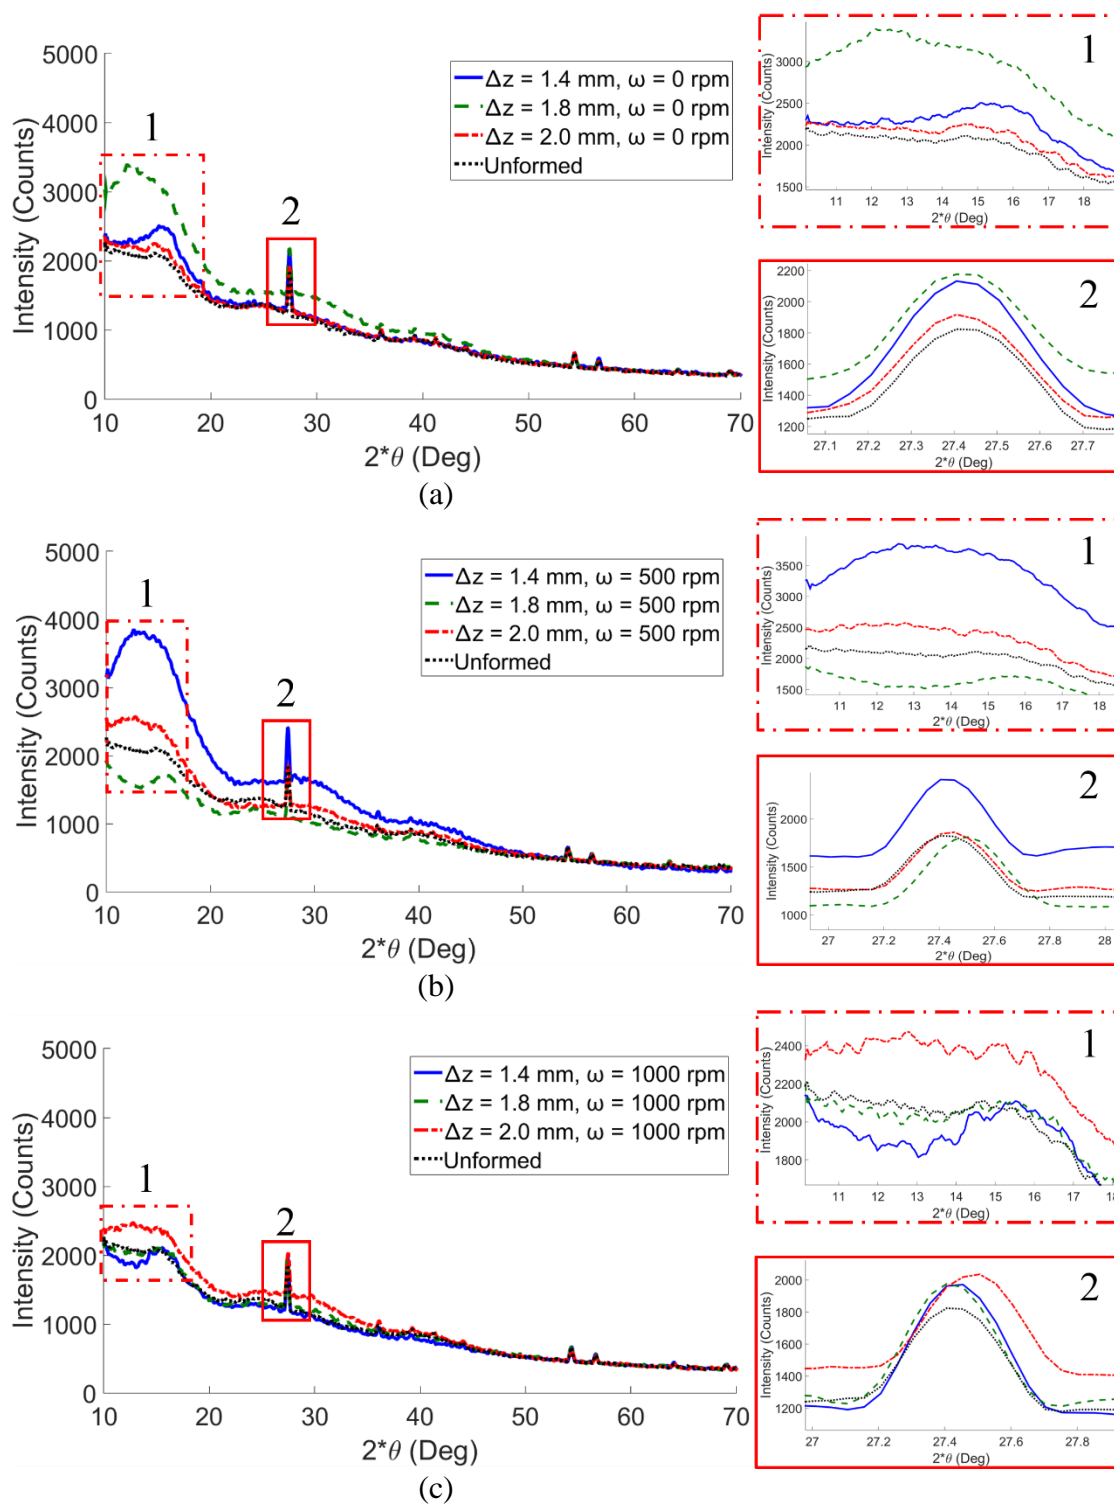 5000
4000
3000
2000
1000
0
10
20
30
40
50
60
70
Intensity (Counts)
2*θ (Deg)
1
2
Δz = 1.4 mm, ω = 0 rpm
Δz = 1.8 mm, ω = 0 rpm
Δz = 2.0 mm, ω = 0 rpm
Unformed
1
3000
2500
2000
1500
11 12 13 14 15 16 17 18
Intensity (Counts)
2*θ (Deg)
2
2200
2000
1800
1600
1400
1200
27.1 27.2 27.3 27.4 27.5 27.6 27.7
Intensity (Counts)
2*θ (Deg)
(a)
5000
4000
3000
2000
1000
0
10
20
30
40
50
60
70
Intensity (Counts)
2*θ (Deg)
1
2
Δz = 1.4 mm, ω = 500 rpm
Δz = 1.8 mm, ω = 500 rpm
Δz = 2.0 mm, ω = 500 rpm
Unformed
1
3500
3000
2500
2000
1500
11 12 13 14 15 16 17 18
Intensity (Counts)
2*θ (Deg)
2
2000
1500
1000
27 27.2 27.4 27.6 27.8 28
Intensity (Counts)
2*θ (Deg)
(b)
5000
4000
3000
2000
1000
0
10
20
30
40
50
60
70
Intensity (Counts)
2*θ (Deg)
1
2
Δz = 1.4 mm, ω = 1000 rpm
Δz = 1.8 mm, ω = 1000 rpm
Δz = 2.0 mm, ω = 1000 rpm
Unformed
1
2400
2200
2000
1800
11 12 13 14 15 16 17 18
Intensity (Counts)
2*θ (Deg)
2
2000
1800
1600
1400
1200
27 27.2 27.4 27.6 27.8
Intensity (Counts)
2*θ (Deg)
(c)